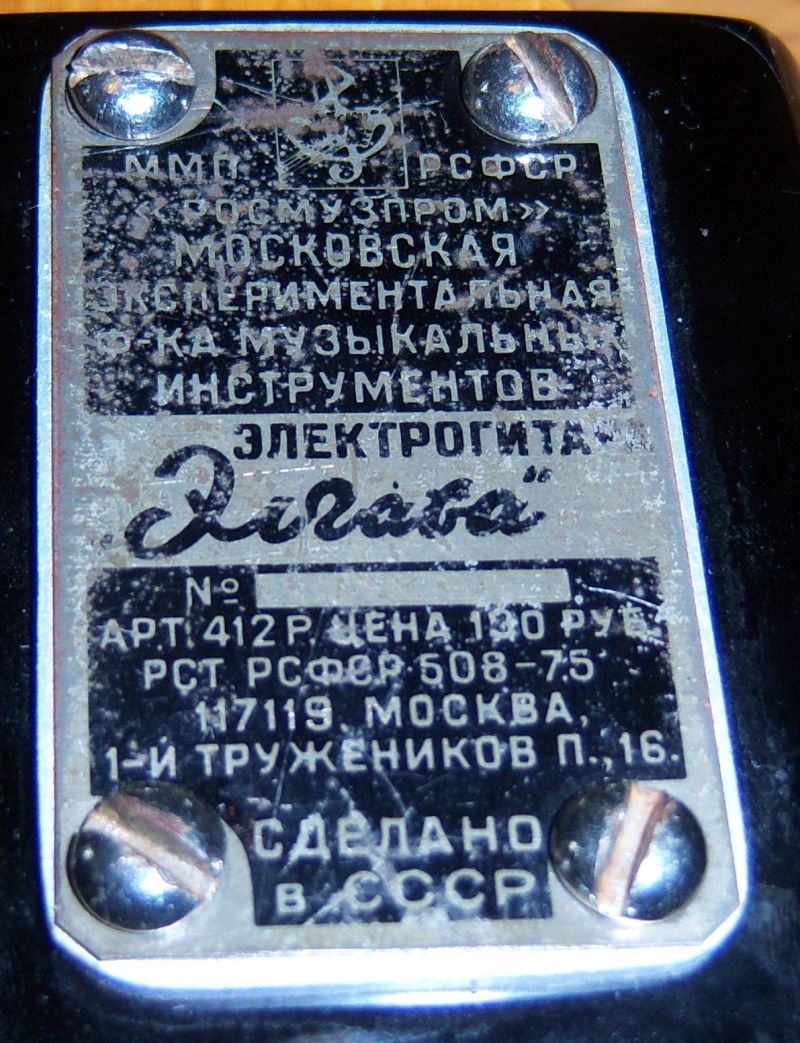 ММП РСФСР
«РОСМУЗПРОМ»
МОСКОВСКАЯ
ЭКСПЕРИМЕНТАЛЬНАЯ
Ф-КА МУЗЫКАЛЬНЫХ
ИНСТРУМЕНТОВ
ЭЛЕКТРОГИТА
Элгава"
№
АРТ. 412Р ЦЕНА 130 РУБ.
РСТ РСФСР 508-75
117119, МОСКВА,
1-Й ТРУЖЕНИКОВ П., 16.
СДЕЛАНО
В СССР